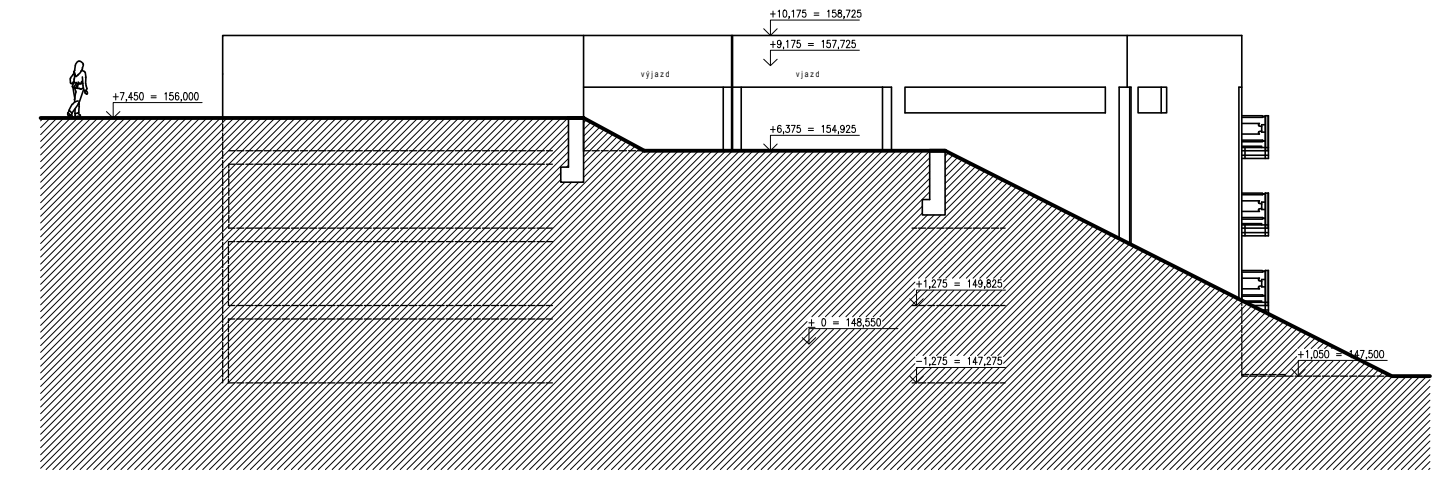 +10,175 = 158,725
+9,175 = 157,725
výjazd
vjazd
+7,450 = 156,000
+6,375 = 154,925
+1,275 = 149,825
+ 0 = 148,550
-1,275 = 147,275
+1,050 = 147,500